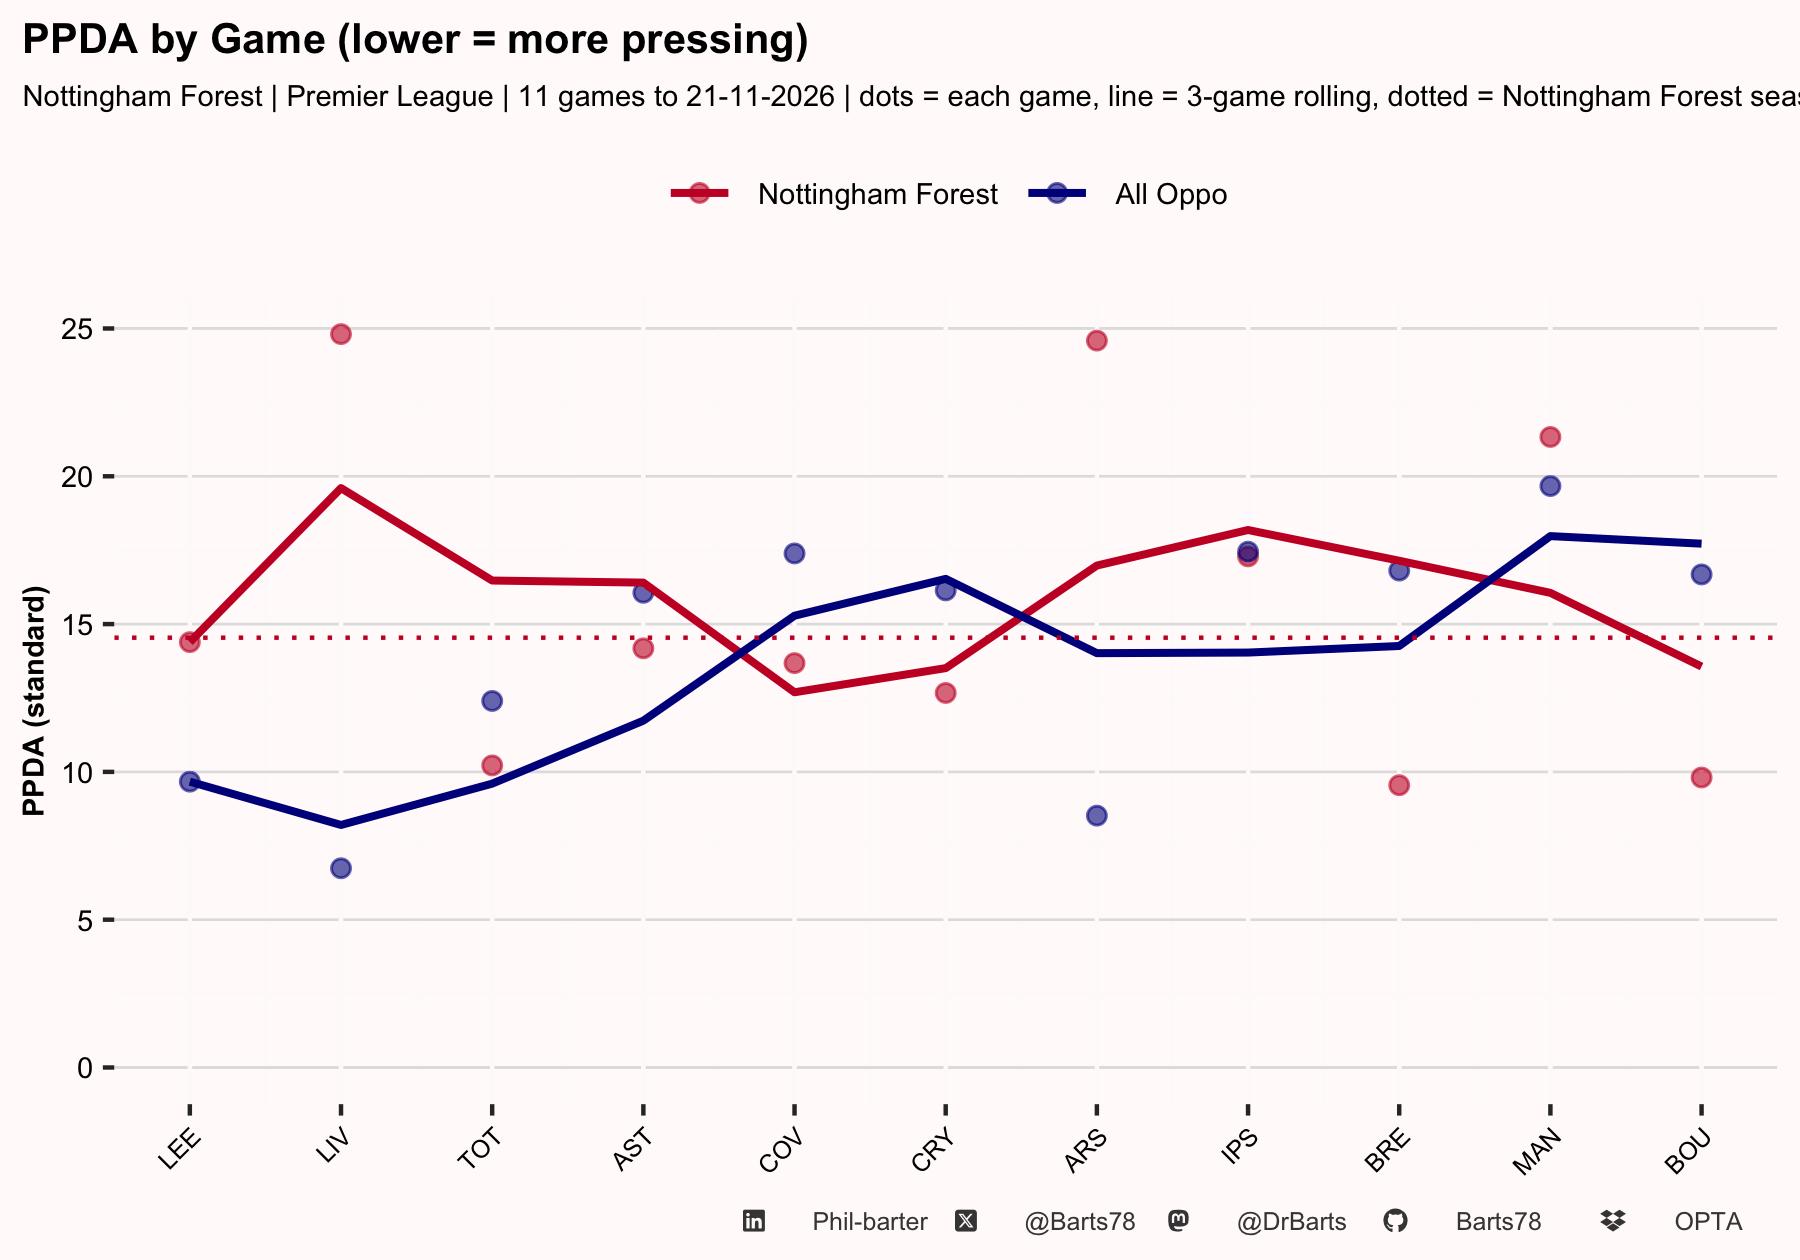 PPDA by Game (lower = more pressing)
Nottingham Forest | Premier League | 11 games to 21-11-2026 | dots = each game, line = 3-game rolling, dotted = Nottingham Forest seas
Nottingham Forest All Oppo
PPDA (standard)
25
20
15
10
5
0
LEE LIV TOT AST COV CRY ARS IPS BRE MAN BOU
Phil-barter @Barts78 @DrBarts Barts78 OPTA